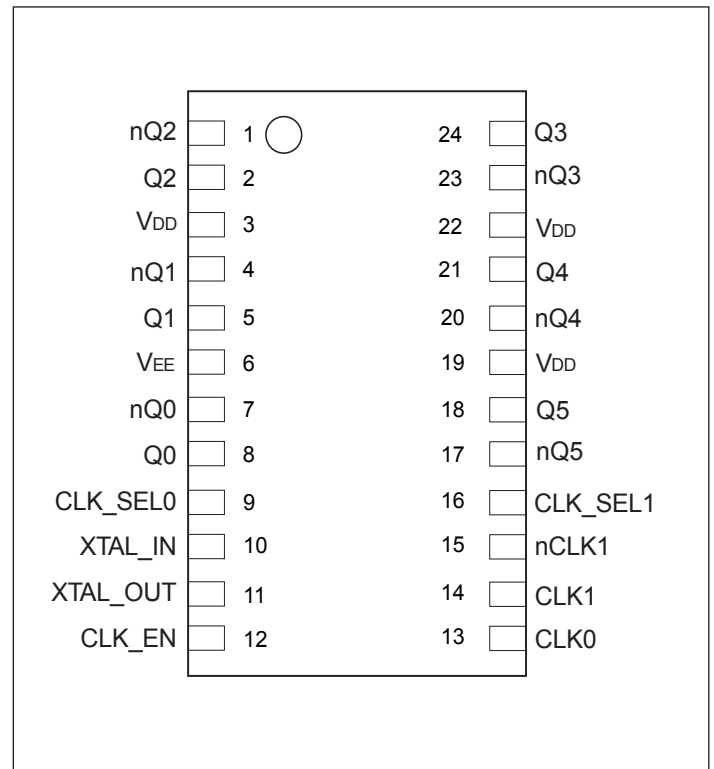 nQ2 1 24 Q3
Q2 2 23 nQ3
VDD 3 22 VDD
nQ1 4 21 Q4
Q1 5 20 nQ4
VEE 6 19 VDD
nQ0 7 18 Q5
Q0 8 17 nQ5
CLK_SEL0 9 16 CLK_SEL1
XTAL_IN 10 15 nCLK1
XTAL_OUT 11 14 CLK1
CLK_EN 12 13 CLK0